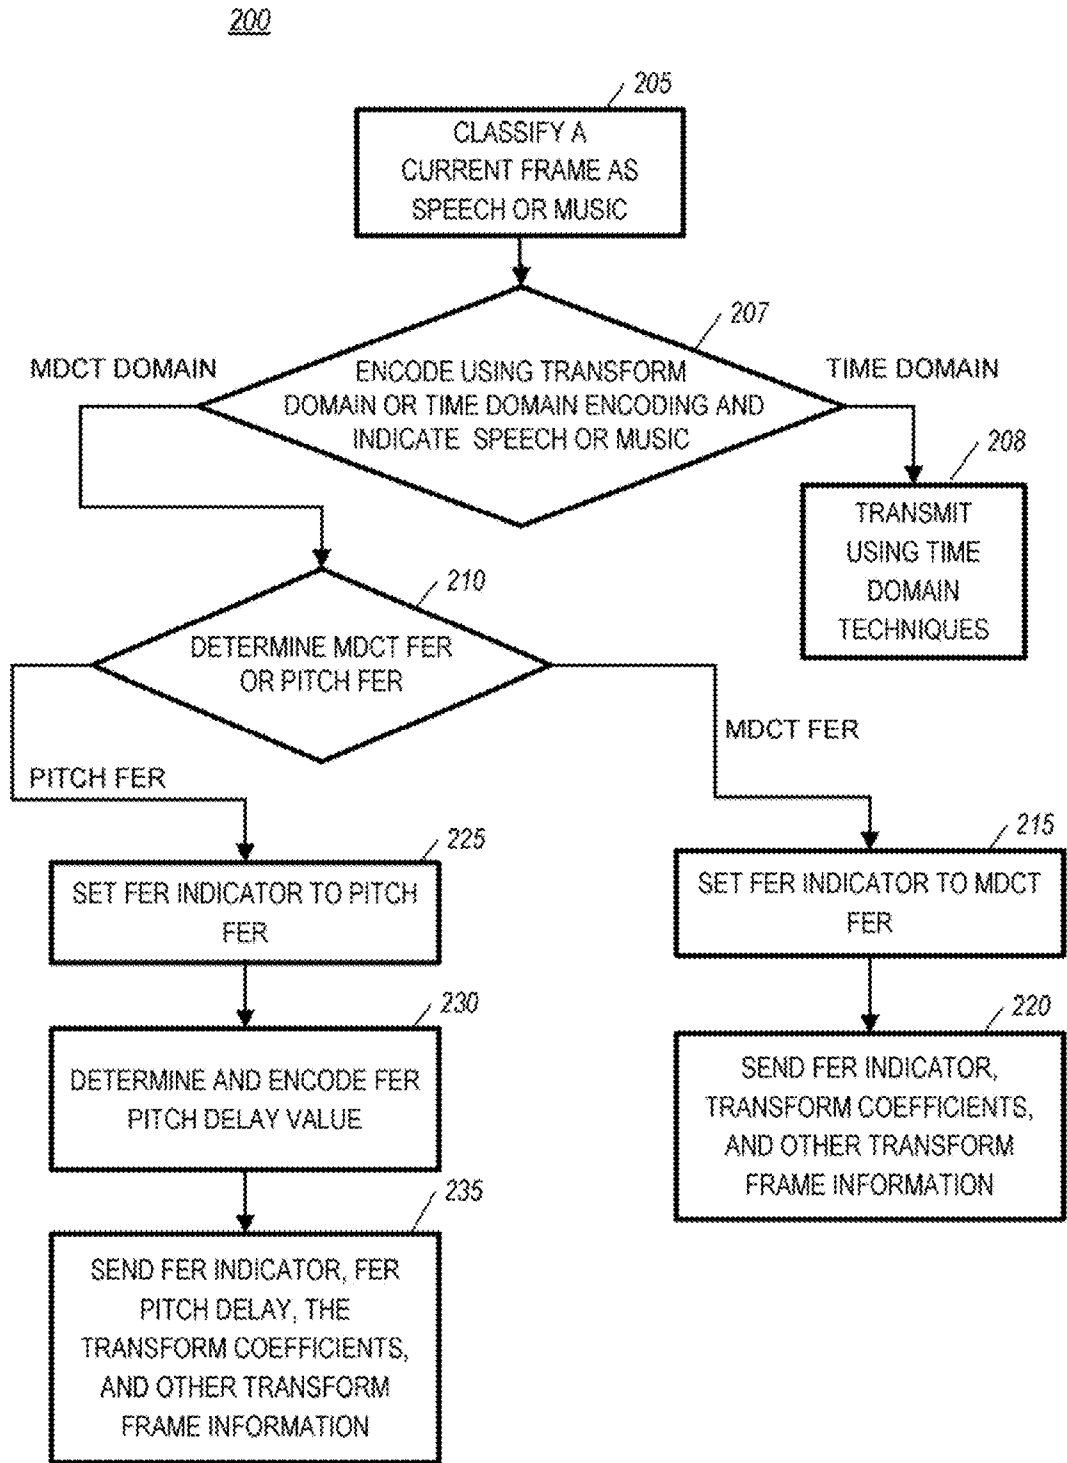 200
205
CLASSIFY A
CURRENT FRAME AS
SPEECH OR MUSIC
207
MDCT DOMAIN
ENCODE USING TRANSFORM
DOMAIN OR TIME DOMAIN ENCODING AND
INDICATE SPEECH OR MUSIC
TIME DOMAIN
208
TRANSMIT
USING TIME
DOMAIN
TECHNIQUES
210
DETERMINE MDCT FER
OR PITCH FER
MDCT FER
PITCH FER
225
SET FER INDICATOR TO PITCH
FER
215
SET FER INDICATOR TO MDCT
FER
230
DETERMINE AND ENCODE FER
PITCH DELAY VALUE
220
SEND FER INDICATOR,
TRANSFORM COEFFICIENTS,
AND OTHER TRANSFORM
FRAME INFORMATION
235
SEND FER INDICATOR, FER
PITCH DELAY, THE
TRANSFORM COEFFICIENTS,
AND OTHER TRANSFORM
FRAME INFORMATION